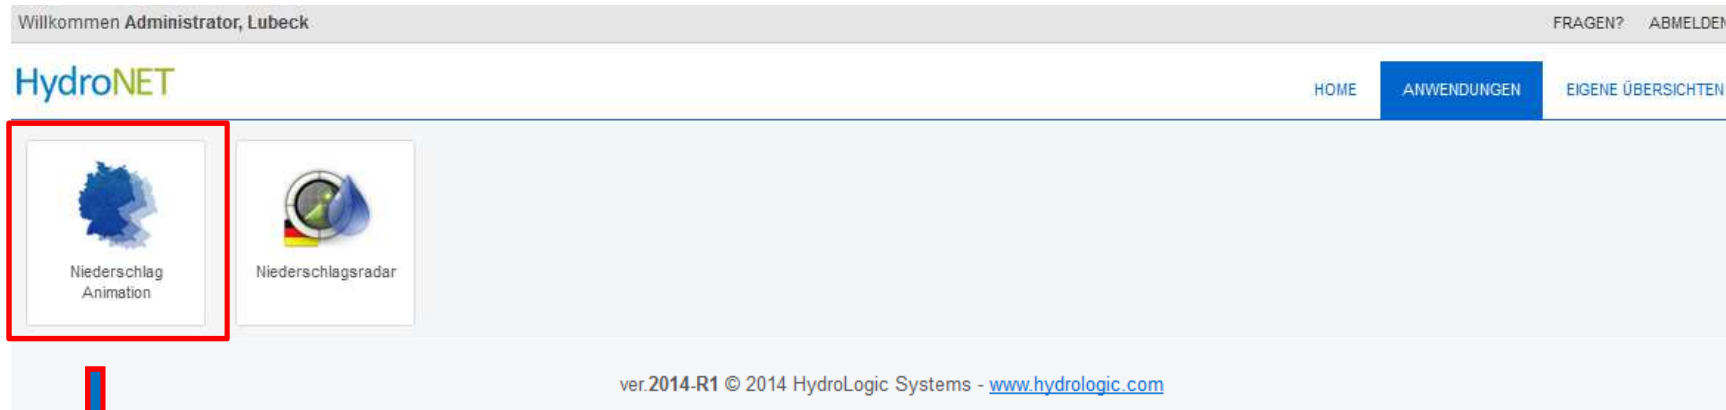 Willkommen Administrator, Lubeck
FRAGEN? ABMELDEN
HydroNET
HOME ANWENDUNGEN EIGENE ÜBERSICHTEN
Niederschlag
Animation
Niederschlagsradar
ver.2014-R1 © 2014 HydroLogic Systems - www.hydrologic.com